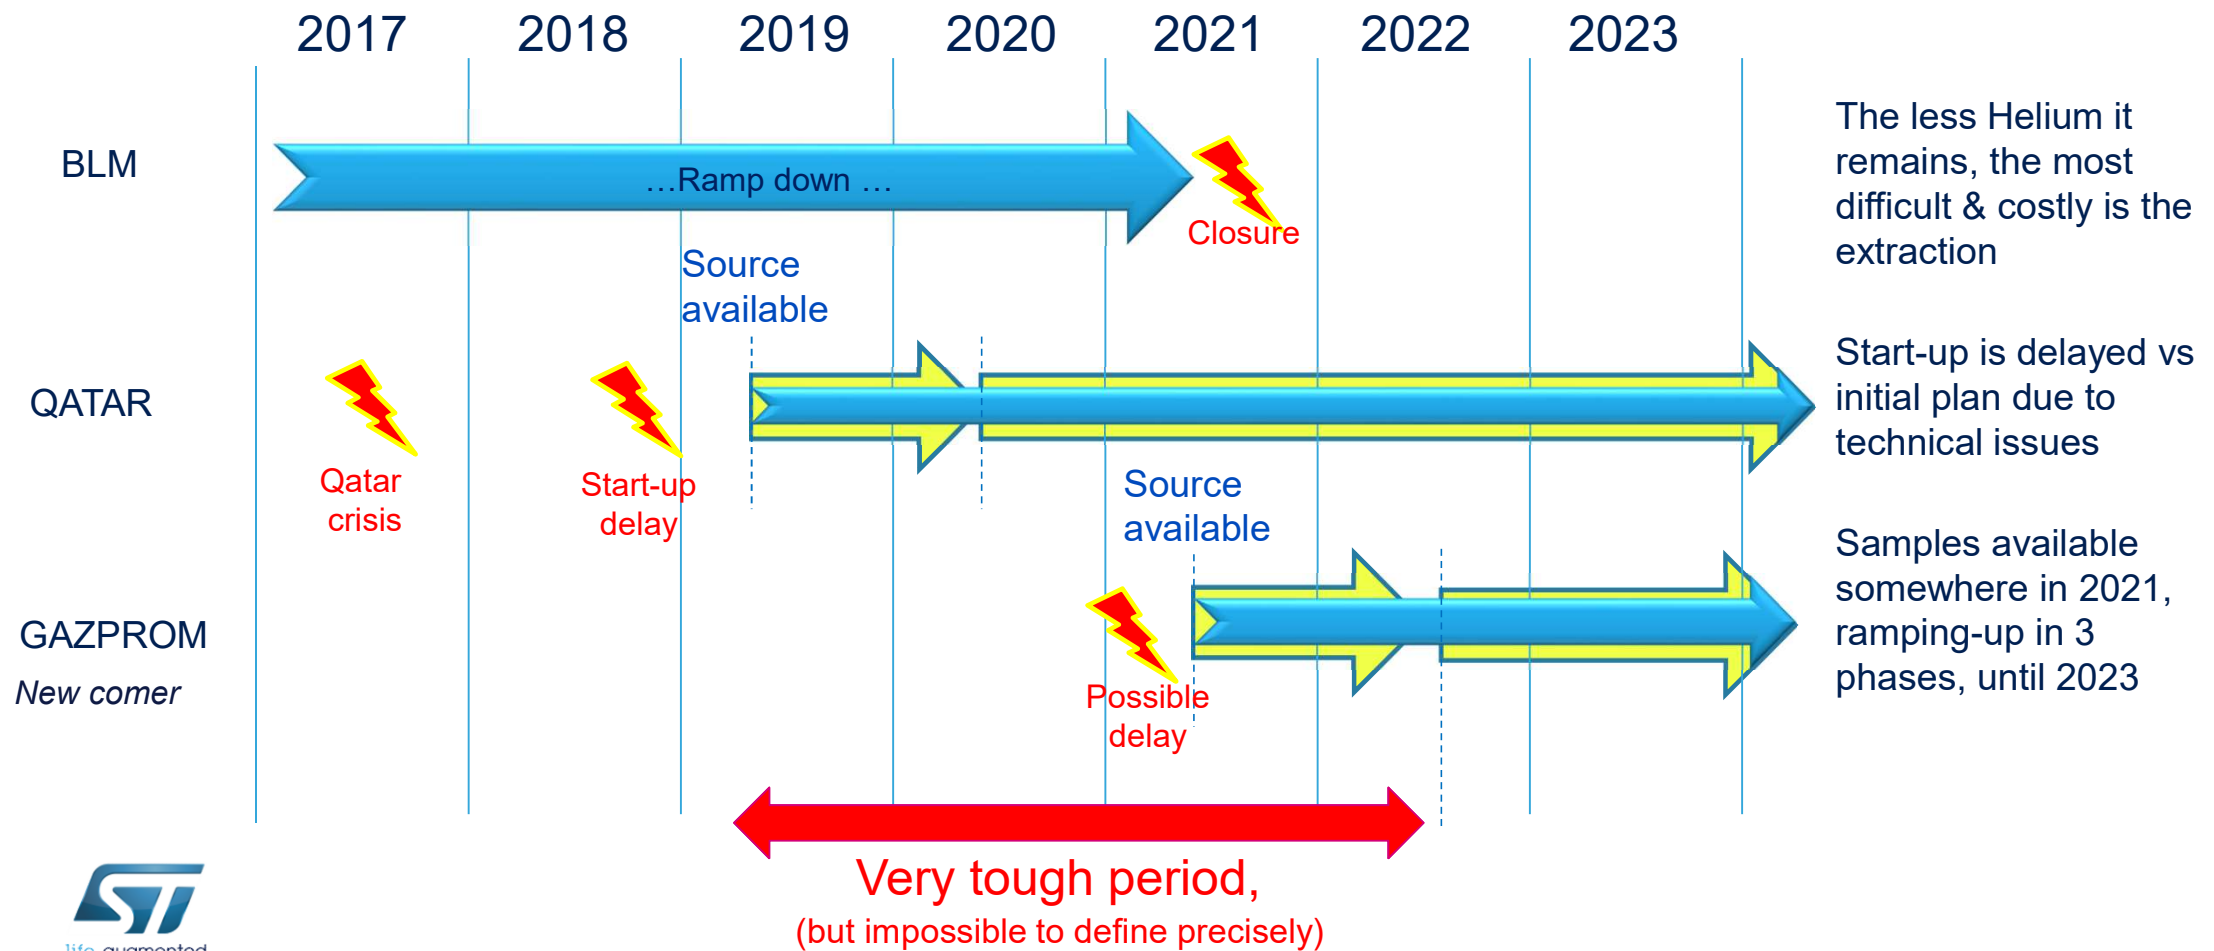 2017 2018 2019 2020 2021 2022 2023
BLM
…Ramp down …
Closure
The less Helium it
remains, the most
difficult & costly is the
extraction
Source
available
QATAR
Qatar
crisis
Start-up
delay
Start-up is delayed vs
initial plan due to
technical issues
Source
available
GAZPROM
New comer
Possible
delay
Samples available
somewhere in 2021,
ramping-up in 3
phases, until 2023
Very tough period,
(but impossible to define precisely)
ST
life.augmented